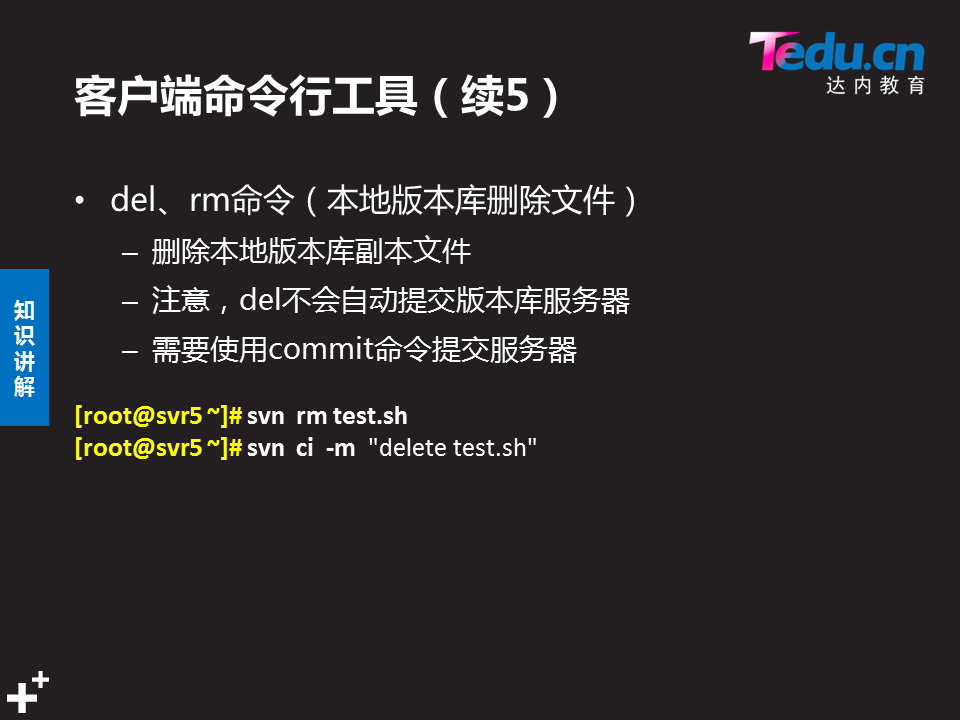 Tedu.cn
达内教育
客户端命令行工具（续5）
• del、rm命令（本地版本库删除文件）
– 删除本地版本库副本文件
– 注意，del不会自动提交版本库服务器
– 需要使用commit命令提交服务器
知识讲解
[root@svr5 ~]# svn rm test.sh
[root@svr5 ~]# svn ci -m "delete test.sh"